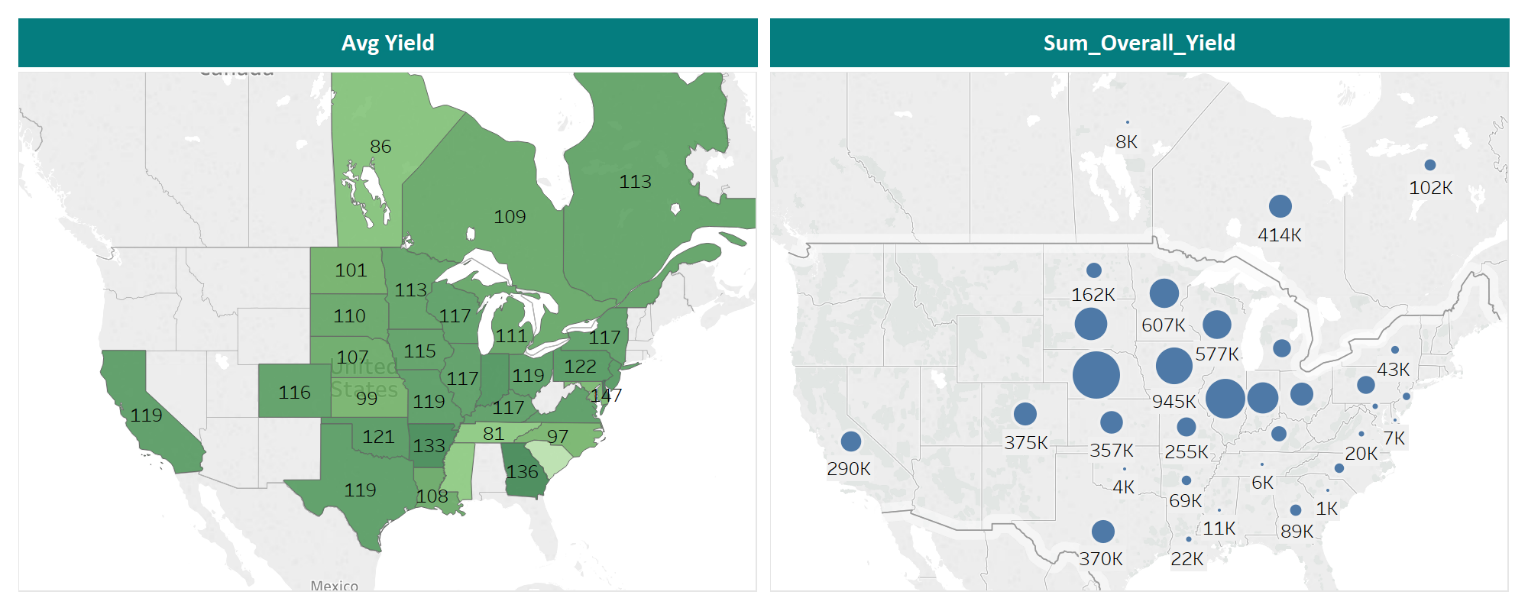 Avg Yield
Sum_Overall_Yield
Canada
86
113
109
101
113
110
117
111
117
107
115
117
119
122
United
States
116
99
119
117
147
119
121
133
81
97
136
119
108
Mexico
8K
102K
414K
162K
607K
577K
43K
945K
375K
357K
255K
20K
7K
290K
4K
69K
6K
1K
11K
89K
370K
22K